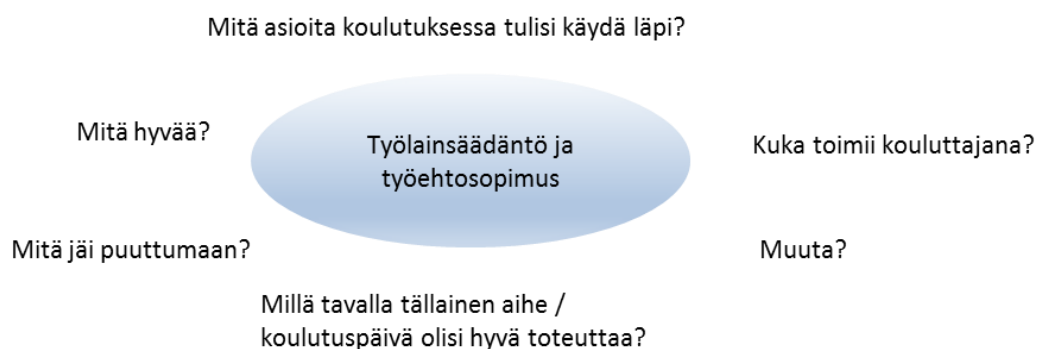 Mitä asioita koulutuksessa tulisi käydä läpi?
Mitä hyvää?
Työlainsäädäntö ja
työehtosopimus
Kuka toimii kouluttajana?
Mitä jäi puuttumaan?
Muuta?
Millä tavalla tällainen aihe /
koulutuspäivä olisi hyvä toteuttaa?